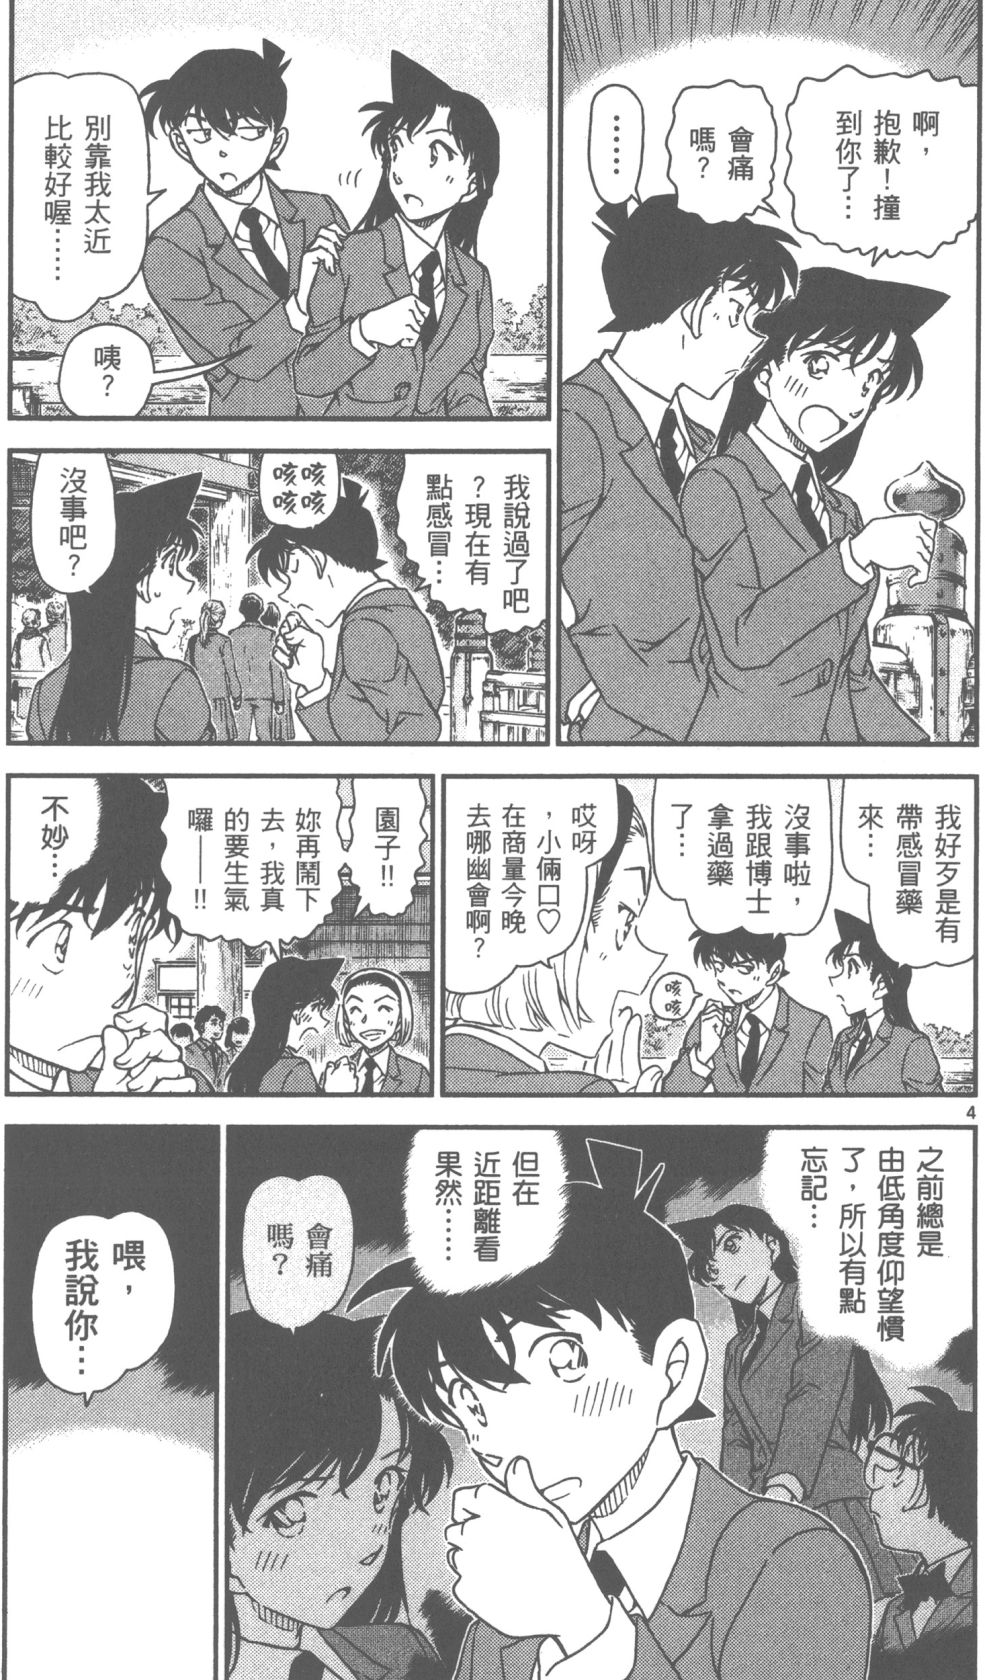 啊，
抱歉！撞
到你了…
會痛
嗎？
……
別靠我太近
比較好喔……
咦？
我說過了吧
？現在有
點感冒…
咳咳
咳咳
沒事吧？
我好歹是有
帶感冒藥
來…
沒事啦，
我跟博士
拿過藥
了…
咳
咳
哎呀
，小倆口♡
在商量今晚
去哪幽會啊？
園子!!
妳再鬧下
去，我真
的要生氣
囉——!!
不妙…
4
之前總是
由低角度仰望慣
了，所以有點
忘記…
但在
近距離看
果然……
會痛
嗎？
喂，
我說你…